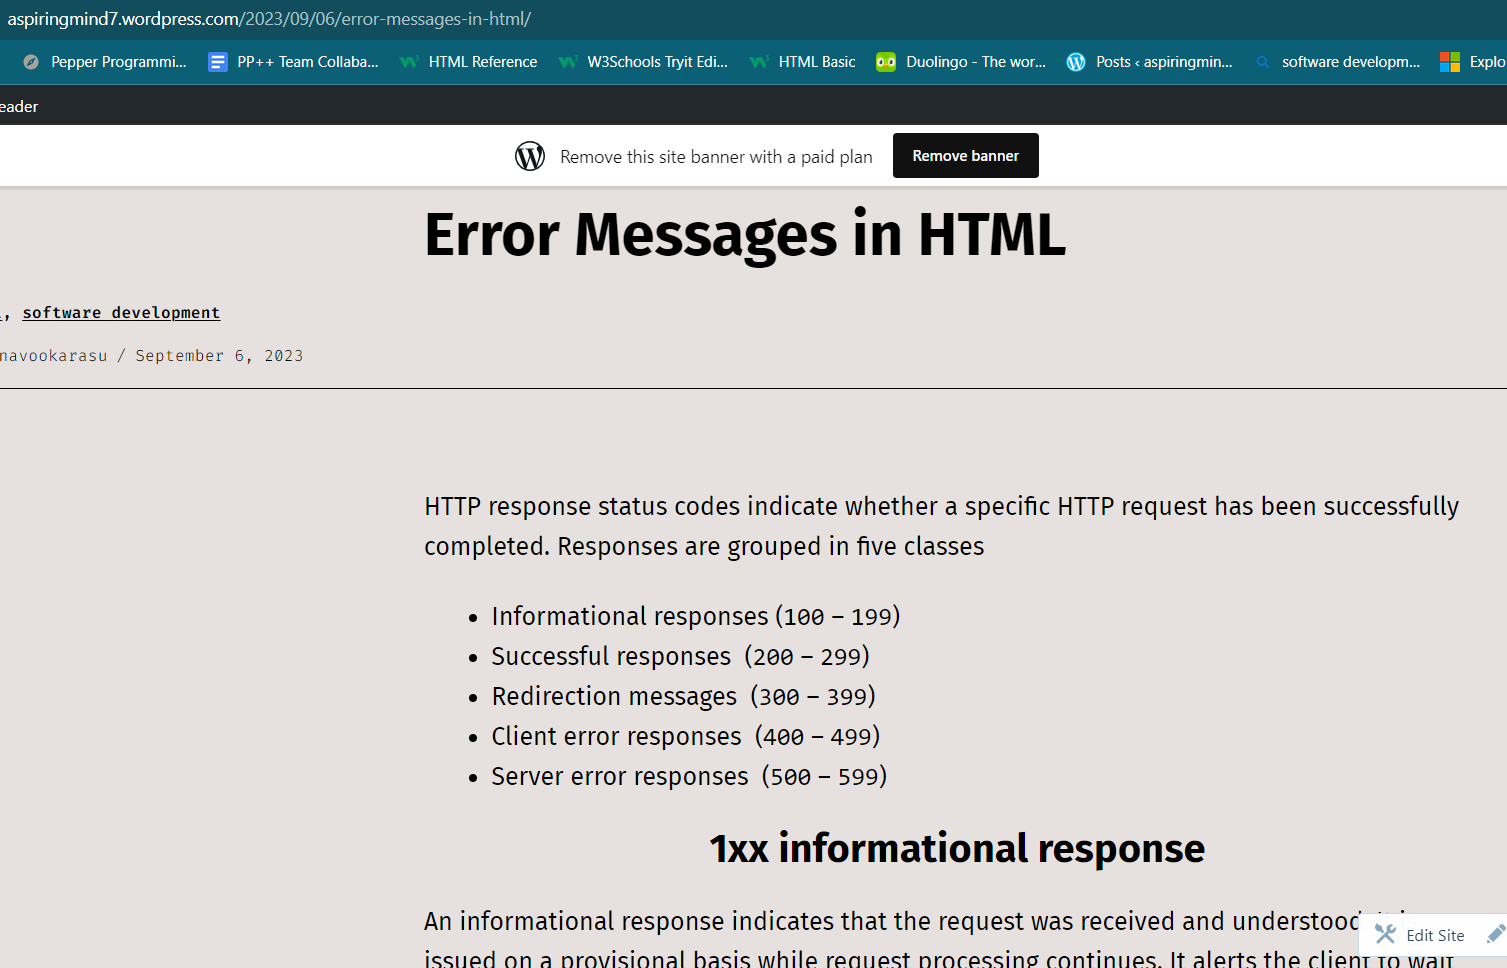 aspiringmind7.wordpress.com/2023/09/06/error-messages-in-html/
Pepper Programmi... PP++ Team Collaba... HTML Reference W3Schools Tryit Edi... HTML Basic Duolingo - The wor... Posts ‹ aspiringmin... software developm... Explo
eader
Remove this site banner with a paid plan Remove banner
Error Messages in HTML
, software development
navookarasu / September 6, 2023
HTTP response status codes indicate whether a specific HTTP request has been successfully
completed. Responses are grouped in five classes
• Informational responses (100 – 199)
• Successful responses (200 – 299)
• Redirection messages (300 – 399)
• Client error responses (400 – 499)
• Server error responses (500 – 599)
1xx informational response
An informational response indicates that the request was received and understood
Edit Site
issued on a provisional basis while request processing continues. It alerts the client to wait